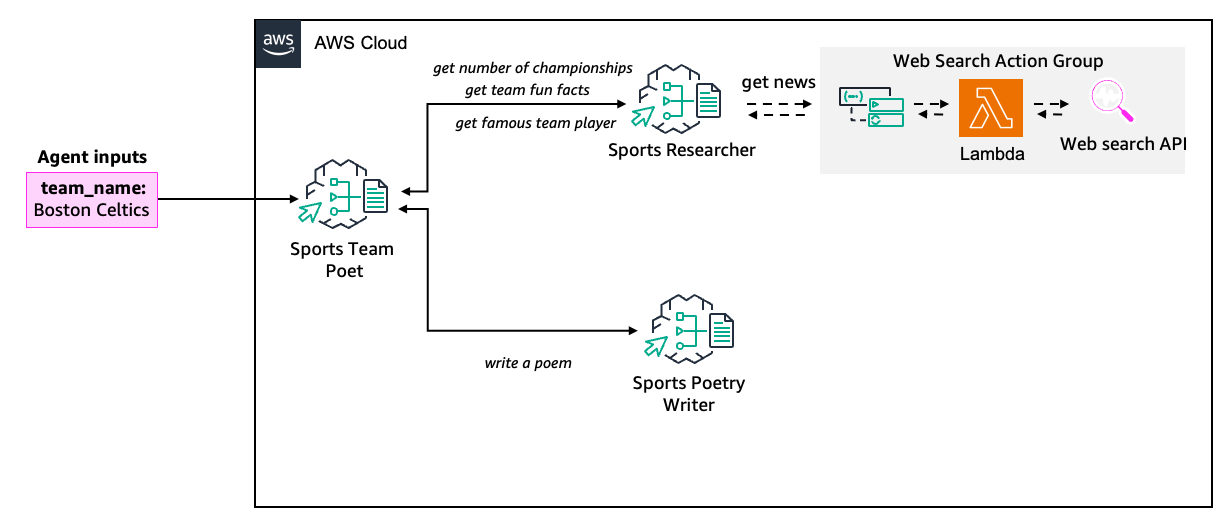 aws
AWS Cloud
get number of championships
get team fun facts
get famous team player
Sports Researcher
get news
Web Search Action Group
Lambda
Web search API
Agent inputs
team_name:
Boston Celtics
Sports Team
Poet
write a poem
Sports Poetry
Writer